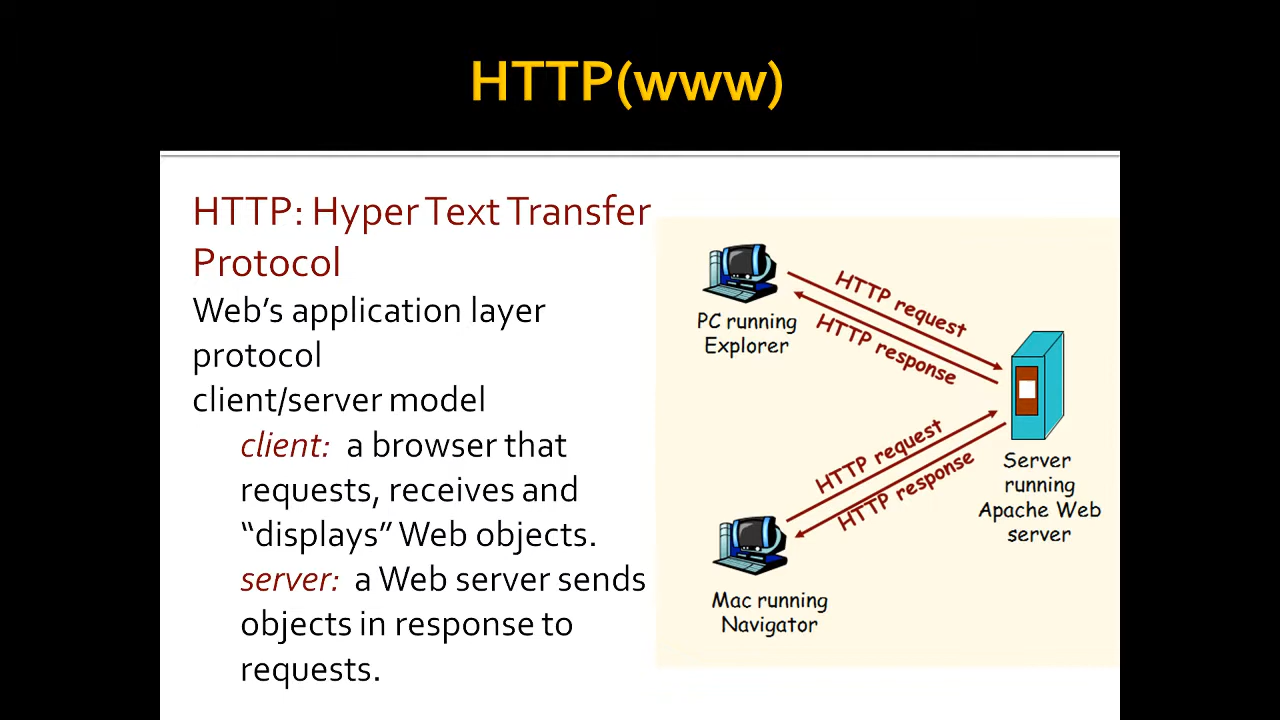 HTTP(www)
HTTP: Hyper Text Transfer
Protocol
Web's application layer
protocol
client/server model
client: a browser that
requests, receives and
“displays” Web objects.
server: a Web server sends
objects in response to
requests.
PC running
Explorer
HTTP request
HTTP response
HTTP request
HTTP response
Server
running
Apache Web
server
Mac running
Navigator